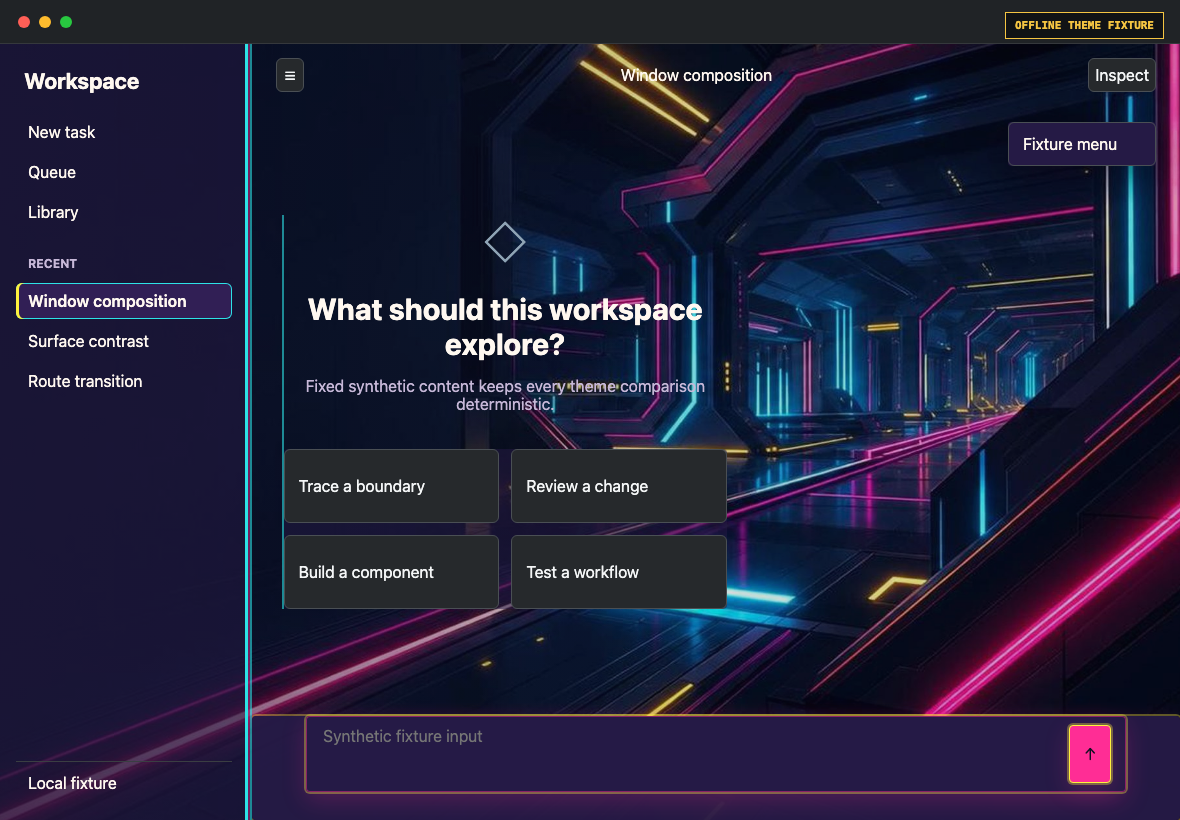 OFFLINE THEME FIXTURE
Workspace
New task
Queue
Library
RECENT
Window composition
Surface contrast
Route transition
Local fixture
Window composition
Inspect
Fixture menu
What should this workspace
explore?
Fixed synthetic content keeps every theme comparison
deterministic.
Trace a boundary
Review a change
Build a component
Test a workflow
Synthetic fixture input